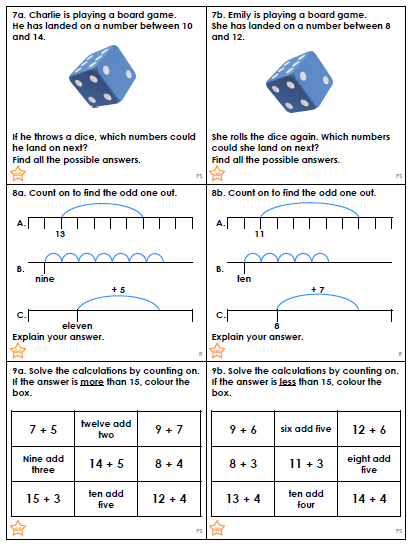 7a. Charlie is playing a board game.
He has landed on a number between 10
and 14.
If he throws a dice, which numbers could
he land on next?
Find all the possible answers.
PS
7b. Emily is playing a board game.
She has landed on a number between 8
and 12.
She rolls the dice again. Which numbers
could she land on next?
Find all the possible answers.
PS
8a. Count on to find the odd one out.
A.
13
B.
nine
+ 5
C.
eleven
Explain your answer.
R
8b. Count on to find the odd one out.
A.
11
B.
ten
+ 7
C.
8
Explain your answer.
R
9a. Solve the calculations by counting on.
If the answer is more than 15, colour the
box.
7 + 5
twelve add
two
9 + 7
Nine add
three
14 + 5
8 + 4
15 + 3
ten add
five
12 + 4
PS
9b. Solve the calculations by counting on.
If the answer is less than 15, colour the
box.
9 + 6
six add five
12 + 6
8 + 3
11 + 3
eight add
five
13 + 4
ten add
four
14 + 4
PS